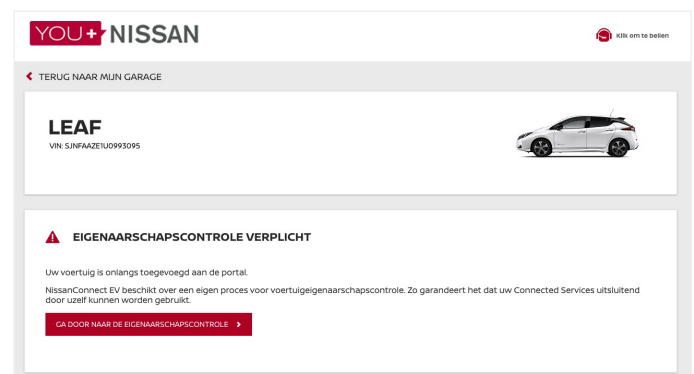 YOU+ NISSAN
Klik om te bellen
TERUG NAAR MIJN GARAGE
LEAF
VIN: SJNFAAZE1U0993095
EIGENAARSCHAPSCONTROLE VERPLICHT
Uw voertuig is onlangs toegevoegd aan de portal.
NissanConnect EV beschikt over een eigen proces voor voertuigeigenaarschapscontrole. Zo garandeert het dat uw Connected Services uitsluitend
door uzelf kunnen worden gebruikt.
GA DOOR NAAR DE EIGENAARSCHAPSCONTROLE